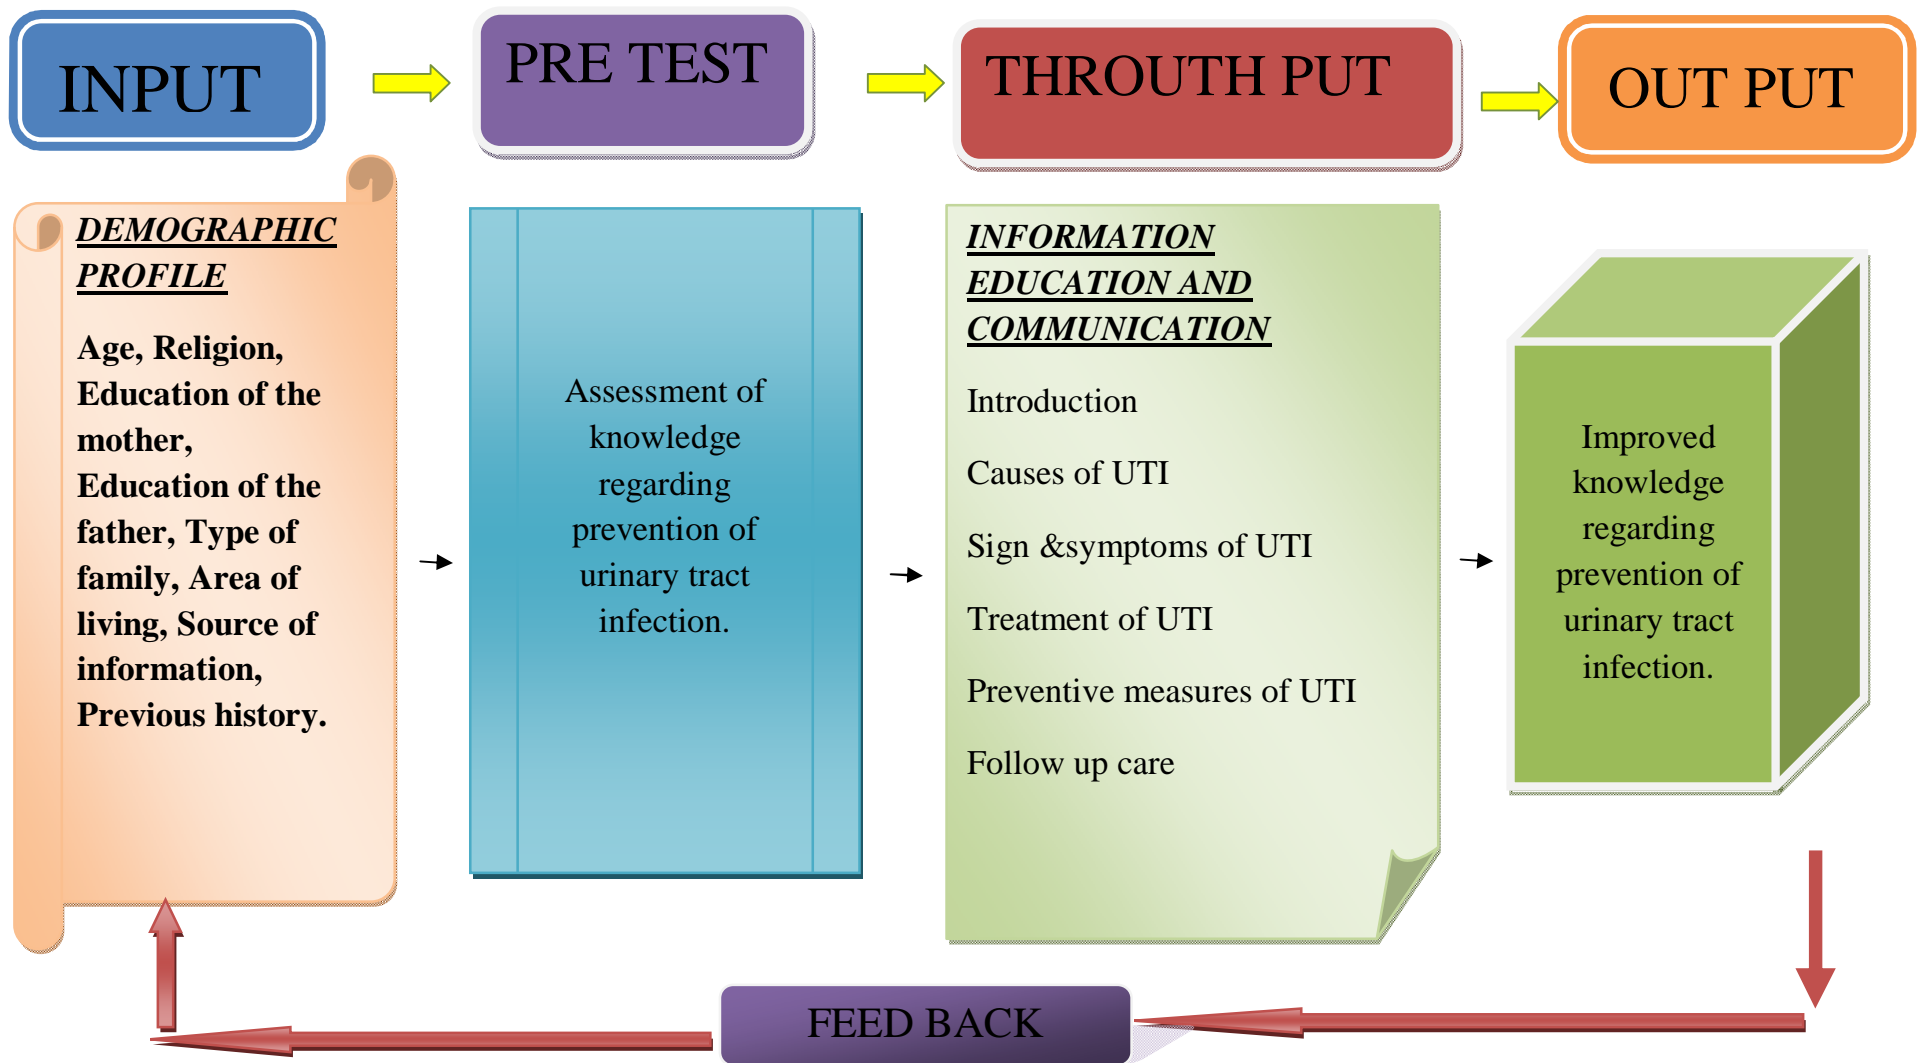 INPUT
PRE TEST
THROUTH PUT
OUT PUT
DEMOGRAPHIC
PROFILE
Age, Religion,
Education of the
mother,
Education of the
father, Type of
family, Area of
living, Source of
information,
Previous history.
Assessment of
knowledge
regarding
prevention of
urinary tract
infection.
INFORMATION
EDUCATION AND
COMMUNICATION
Introduction
Causes of UTI
Sign &symptoms of UTI
Treatment of UTI
Preventive measures of UTI
Follow up care
Improved
knowledge
regarding
prevention of
urinary tract
infection.
FEED BACK